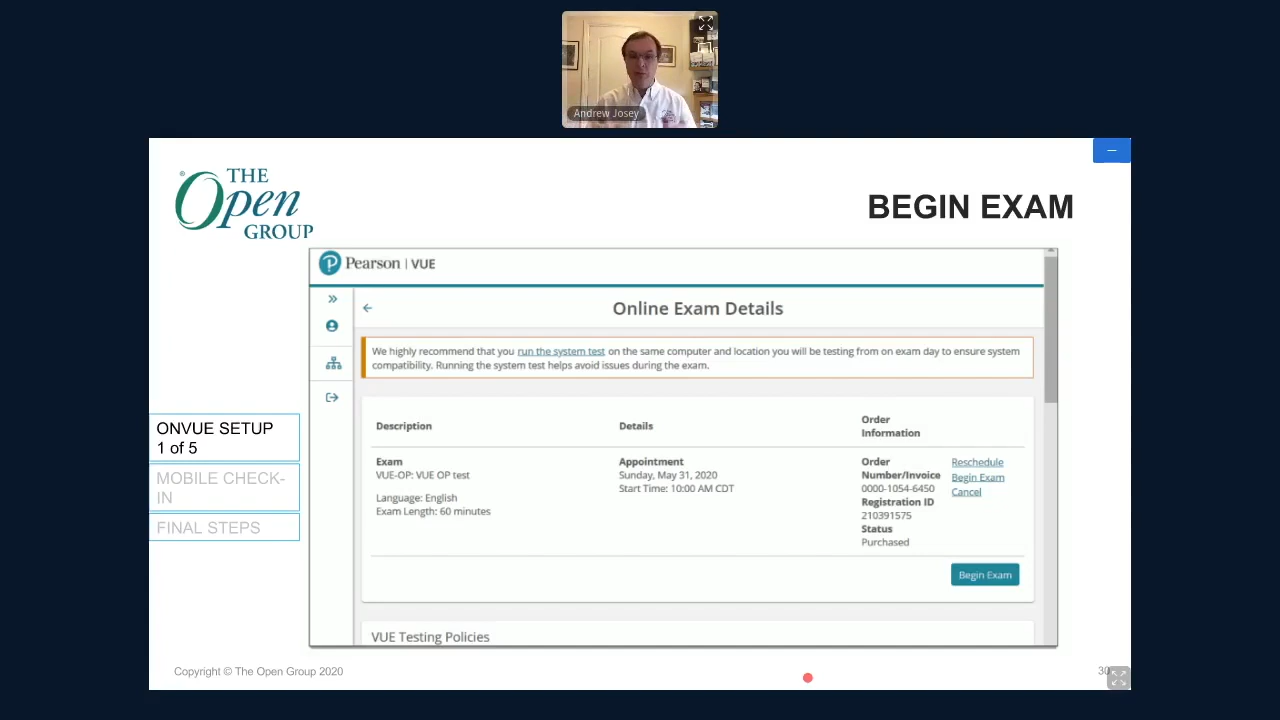 Andrew Josey
THE
Open
GROUP
BEGIN EXAM
Pearson | VUE
Online Exam Details
We highly recommend that you run the system test on the same computer and location you will be testing from on exam day to ensure system
compatibility. Running the system test helps avoid issues during the exam.
Description
Details
Order
Information
Exam
VUE-OP: VUE OP test
Language: English
Exam Length: 60 minutes
Appointment
Sunday, May 31, 2020
Start Time: 10:00 AM CDT
Order
Number/Invoice
0000-1054-6450
Registration ID
210391575
Status
Purchased
Reschedule
Begin Exam
Cancel
Begin Exam
VUE Testing Policies
ONVUE SETUP
1 of 5
MOBILE CHECK-
IN
FINAL STEPS
Copyright © The Open Group 2020
30